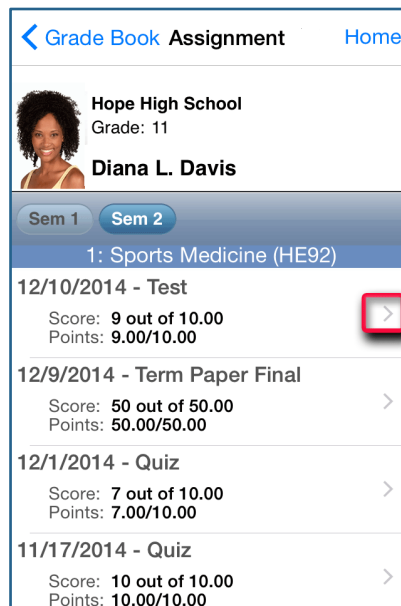 Grade Book Assignment Home
Hope High School
Grade: 11
Diana L. Davis
Sem 1 Sem 2
1: Sports Medicine (HE92)
12/10/2014 - Test
Score: 9 out of 10.00
Points: 9.00/10.00
12/9/2014 - Term Paper Final
Score: 50 out of 50.00
Points: 50.00/50.00
12/1/2014 - Quiz
Score: 7 out of 10.00
Points: 7.00/10.00
11/17/2014 - Quiz
Score: 10 out of 10.00
Points: 10.00/10.00